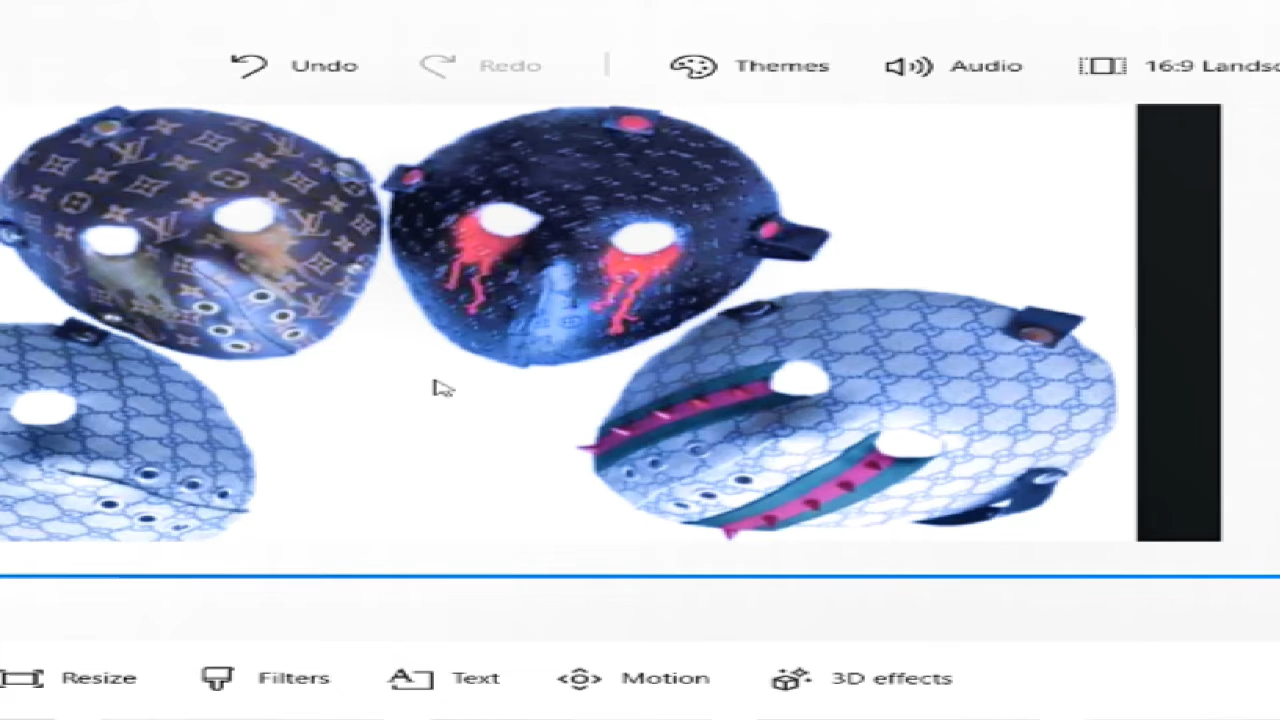 Undo Redo Themes Audio 16:9 Landsc
Resize Filters Text Motion 3D effects